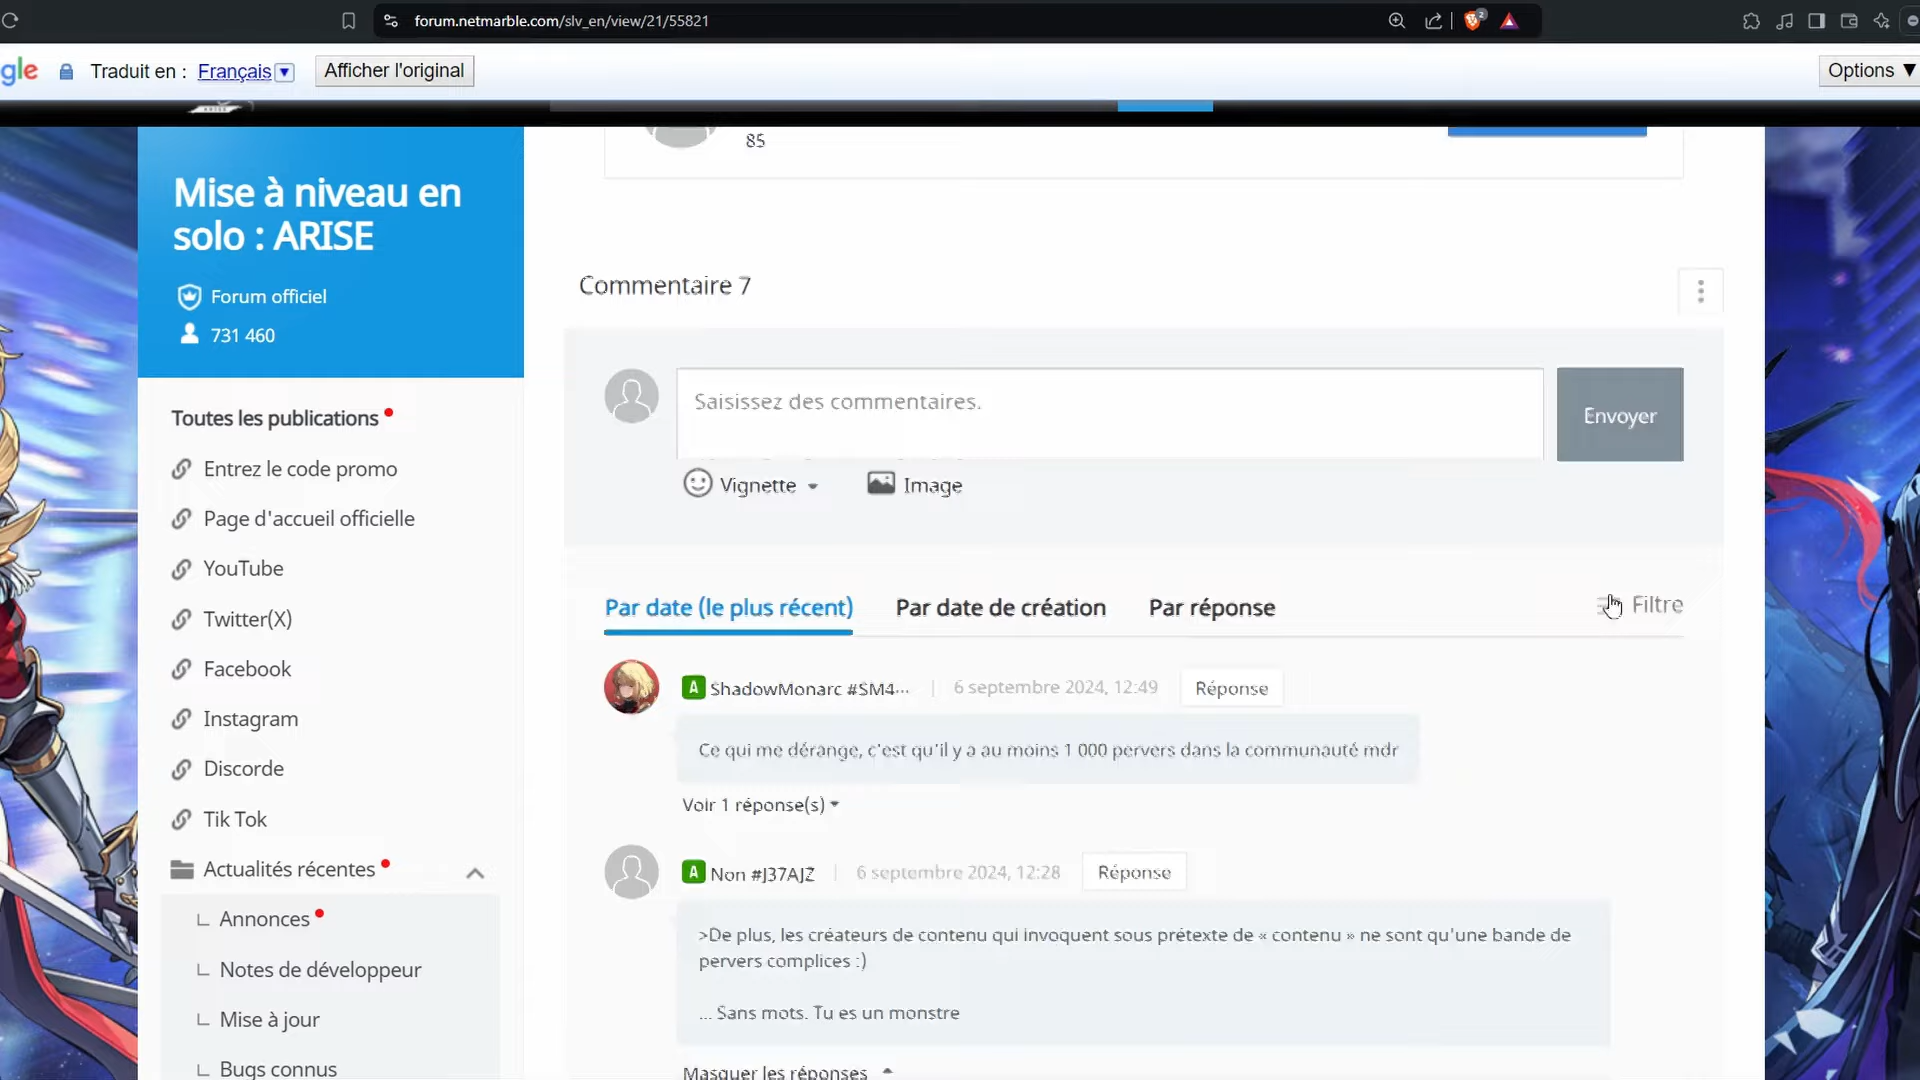 forum.netmarble.com/slv_en/view/21/55821
2
gle
Traduit en :
Français
Afficher l'original
Options ▼
Mise à niveau en
solo : ARISE
Forum officiel
731 460
Toutes les publications
Entrez le code promo
Page d'accueil officielle
YouTube
Twitter(X)
Facebook
Instagram
Discorde
Tik Tok
Actualités récentes
Annonces
Notes de développeur
Mise à jour
Bugs connus
85
Commentaire 7
Saisissez des commentaires.
Envoyer
Vignette
Image
Par date (le plus récent)
Par date de création
Par réponse
Filtre
A ShadowMonarc #SM4...
6 septembre 2024, 12:49
Réponse
Ce qui me dérange, c'est qu'il y a au moins 1 000 pervers dans la communauté mdr
Voir 1 réponse(s)
A Non #J37AJZ
6 septembre 2024, 12:28
Réponse
>De plus, les créateurs de contenu qui invoquent sous prétexte de « contenu » ne sont qu'une bande de
pervers complices :)
... Sans mots. Tu es un monstre
Masquer les réponses